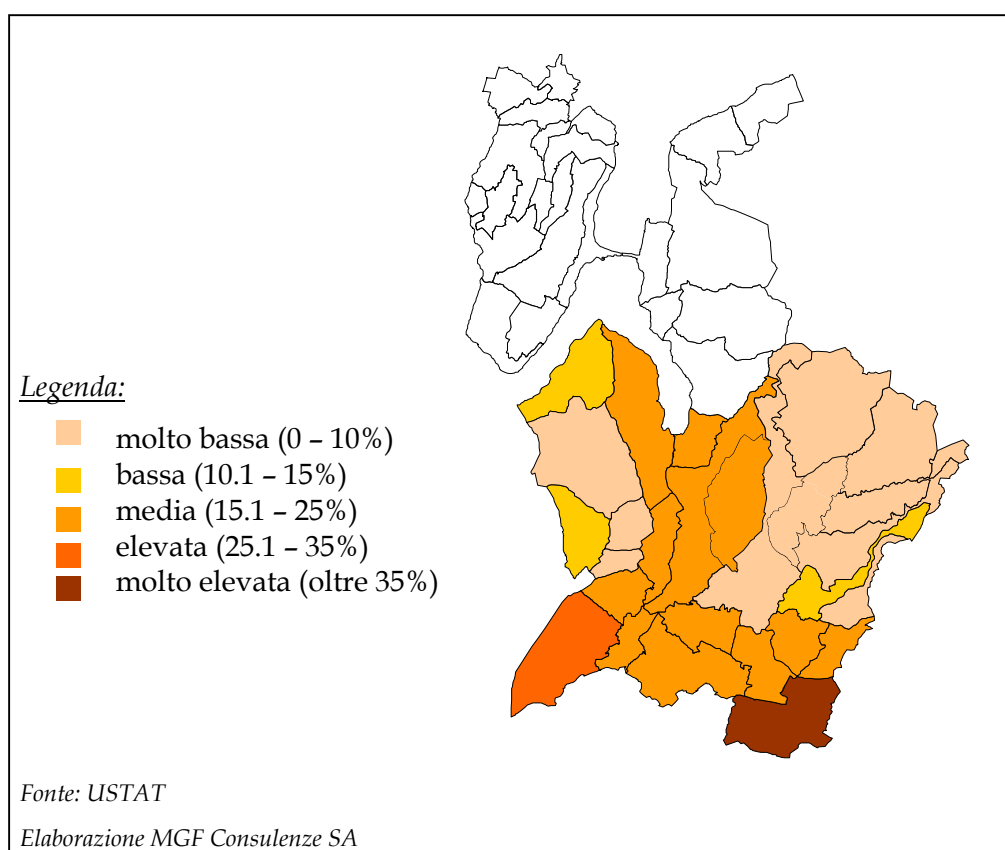 Legenda:
molto bassa (0 – 10%)
bassa (10.1 – 15%)
media (15.1 – 25%)
elevata (25.1 – 35%)
molto elevata (oltre 35%)
Fonte: USTAT
Elaborazione MGF Consulenze SA